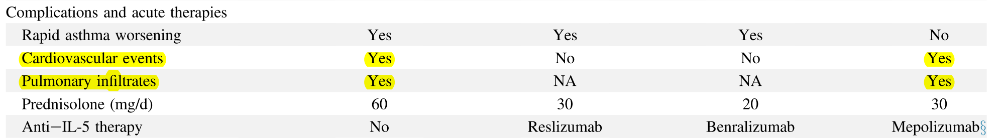 Complications and acute therapies
Rapid asthma worsening Yes Yes Yes No
Cardiovascular events Yes No No Yes
Pulmonary infiltrates Yes NA NA Yes
Prednisolone (mg/d) 60 30 20 30
Anti−IL-5 therapy No Reslizumab Benralizumab Mepolizumab§